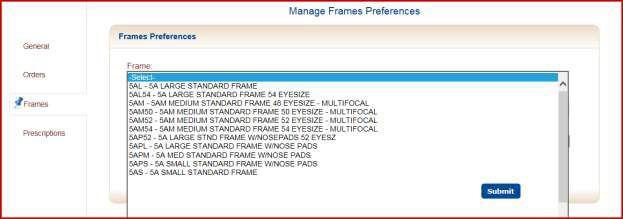 Manage Frames Preferences
General
Orders
Frames
Prescriptions
Frames Preferences
Frame:
-Select-
5AL - 5A LARGE STANDARD FRAME
5AL54 - 5A LARGE STANDARD FRAME 54 EYESIZE
5AM - 5AM MEDIUM STANDARD FRAME 48 EYESIZE - MULTIFOCAL
5AM50 - 5AM MEDIUM STANDARD FRAME 50 EYESIZE - MULTIFOCAL
5AM52 - 5AM MEDIUM STANDARD FRAME 52 EYESIZE - MULTIFOCAL
5AM54 - 5AM MEDIUM STANDARD FRAME 54 EYESIZE - MULTIFOCAL
5AP52 - 5A LARGE STND FRAME W/NOSEPADS 52 EYESZ
5APL - 5A LARGE STANDARD FRAME W/NOSE PADS
5APM - 5A MED STANDARD FRAME W/NOSE PADS
5APS - 5A SMALL STANDARD FRAME W/NOSE PADS
5AS - 5A SMALL STANDARD FRAME
Submit